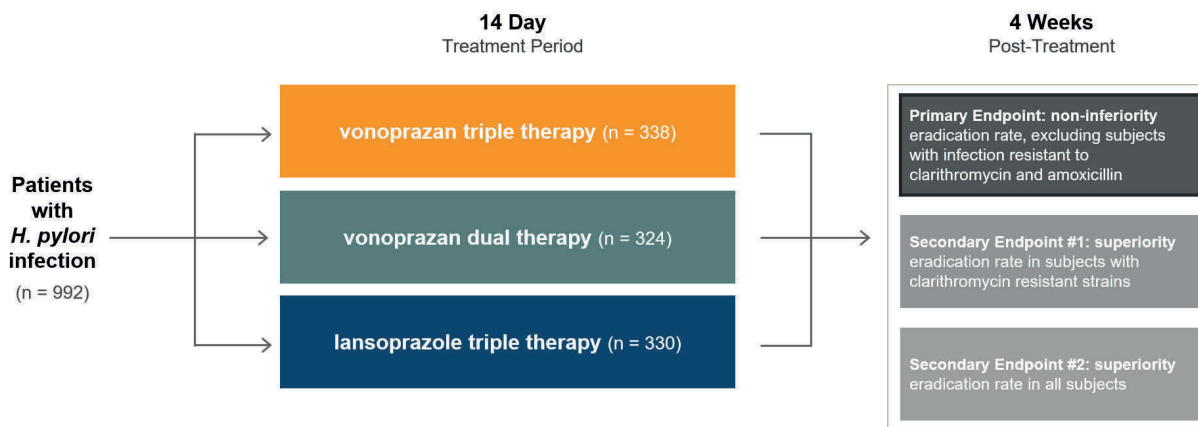 14 Day
Treatment Period
4 Weeks
Post-Treatment
Patients
with
H. pylori
infection
(n = 992)
vonoprazan triple therapy (n = 338)
vonoprazan dual therapy (n = 324)
lansoprazole triple therapy (n = 330)
Primary Endpoint: non-inferiority
eradication rate, excluding subjects
with infection resistant to
clarithromycin and amoxicillin
Secondary Endpoint #1: superiority
eradication rate in subjects with
clarithromycin resistant strains
Secondary Endpoint #2: superiority
eradication rate in all subjects